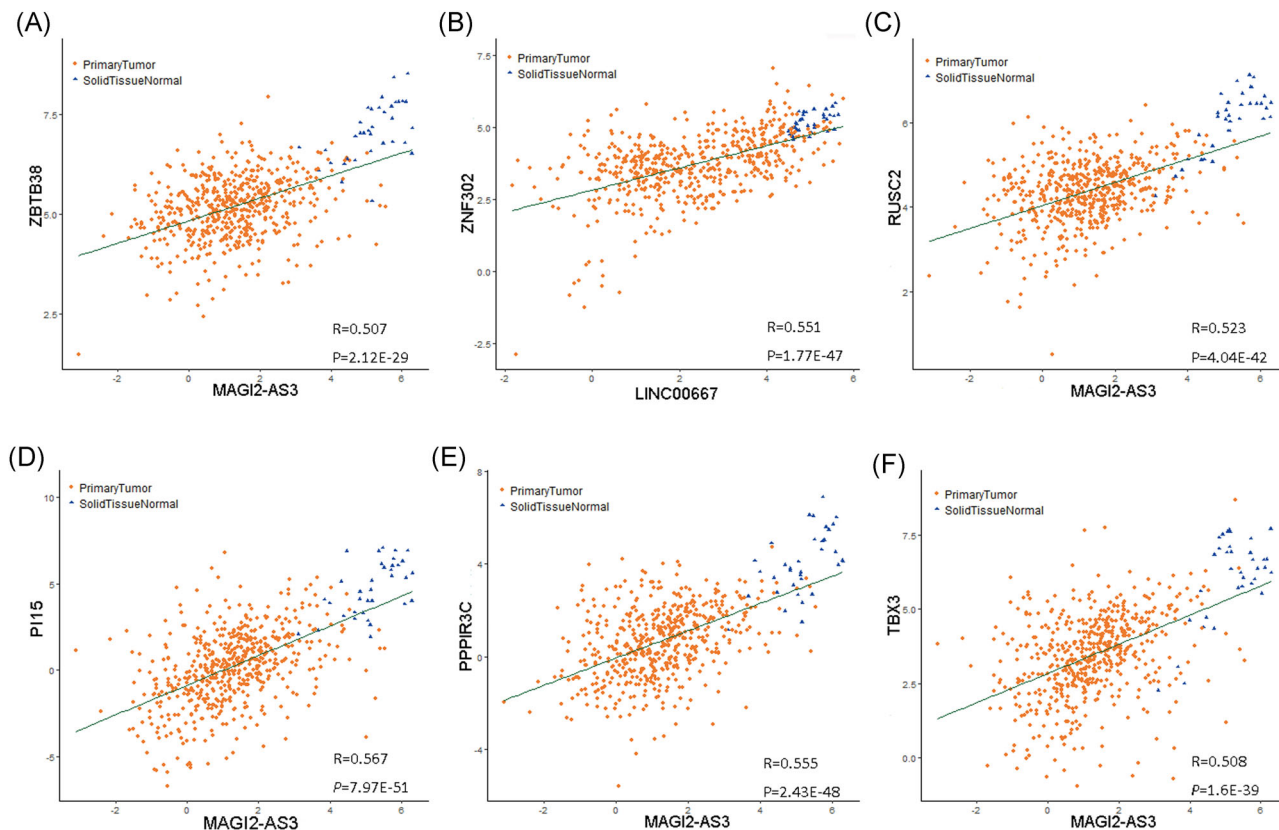 (A)
PrimaryTumor
SolidTissueNormal
7.5
5.0
2.5
ZBTB38
R=0.507
P=2.12E-29
-2 0 2 4 6
MAGI2-AS3
(B)
PrimaryTumor
SolidTissueNormal
7.5
5.0
2.5
0.0
-2.5
ZNF302
R=0.551
P=1.77E-47
-2 0 2 4 6
LINC00667
(C)
PrimaryTumor
SolidTissueNormal
6
4
2
RUSC2
R=0.523
P=4.04E-42
-2 0 2 4 6
MAGI2-AS3
(D)
PrimaryTumor
SolidTissueNormal
10
5
0
-5
PI15
R=0.567
P=7.97E-51
-2 0 2 4 6
MAGI2-AS3
(E)
PrimaryTumor
SolidTissueNormal
8
4
0
-4
PPPIR3C
R=0.555
P=2.43E-48
-2 0 2 4 6
MAGI2-AS3
(F)
PrimaryTumor
SolidTissueNormal
7.5
5.0
2.5
0.0
TBX3
R=0.508
P=1.6E-39
-2 0 2 4 6
MAGI2-AS3